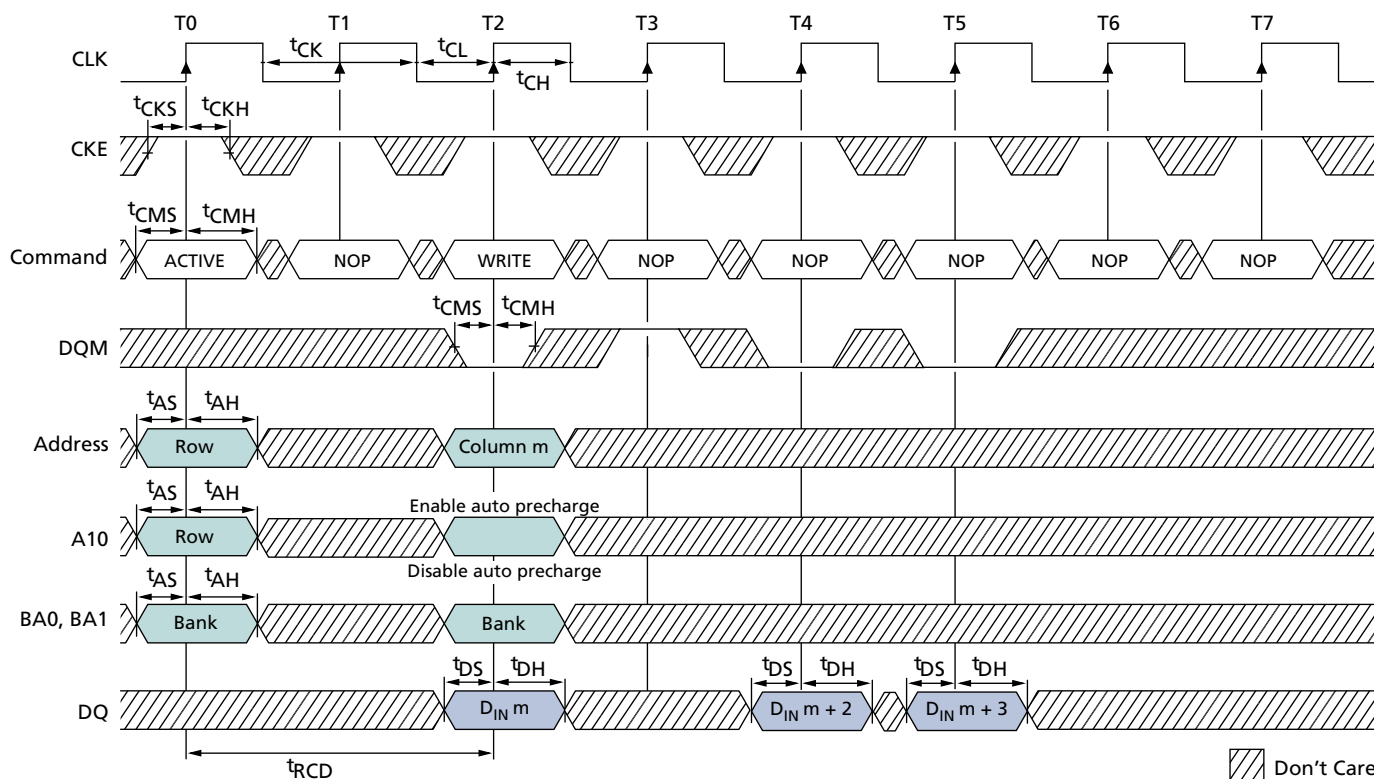 T0 T1 T2 T3 T4 T5 T6 T7
CLK
tCK tCL
tCH
tCKS tCKH
CKE
tCMS tCMH
Command ACTIVE NOP WRITE NOP NOP NOP NOP NOP
tCMS tCMH
DQM
tAS tAH
Address Row Column m
tAS tAH
Enable auto precharge
A10 Row
Disable auto precharge
tAS tAH
BA0, BA1 Bank Bank
tDS tDH tDS tDH tDS tDH
DQ DIN m DIN m + 2 DIN m + 3
tRCD
Don't Care